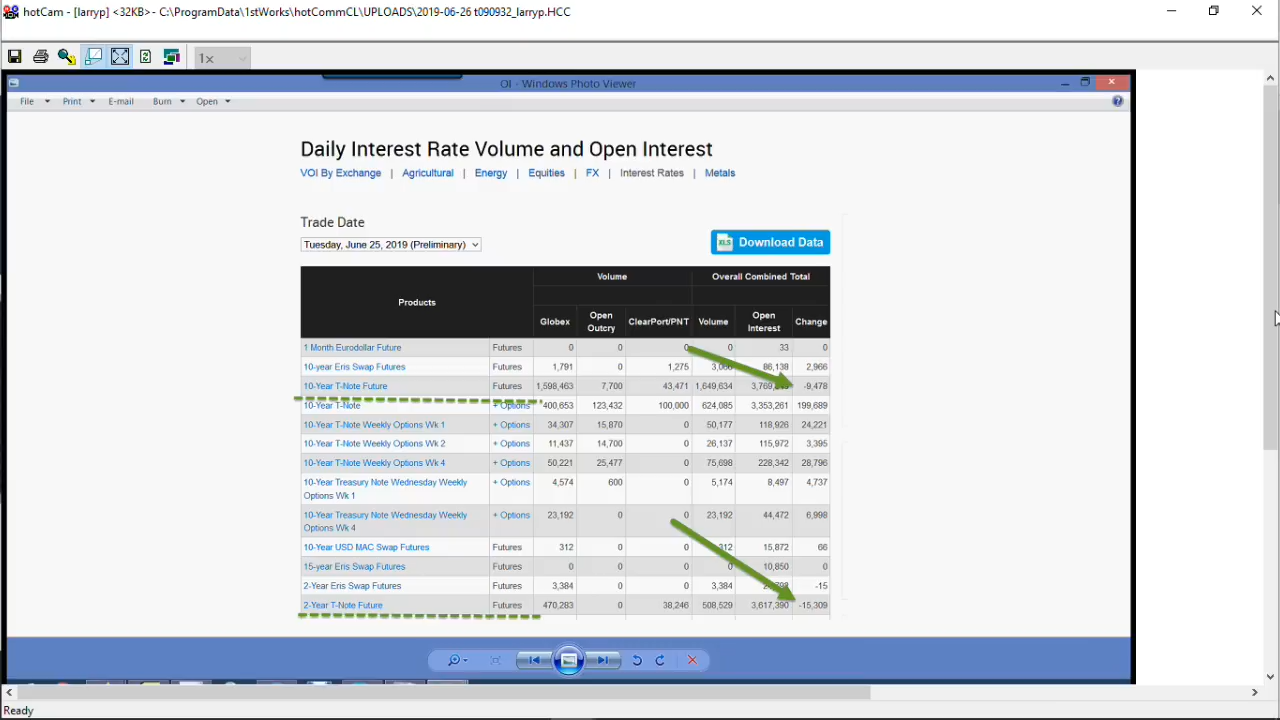 hotCam - [larryp] <32KB> - C:\ProgramData\1stWorks\hotCommCL\UPLOADS\2019-06-26 t090932_larryp.HCC
1x
OI - Windows Photo Viewer
File Print E-mail Burn Open
Daily Interest Rate Volume and Open Interest
VOI By Exchange | Agricultural | Energy | Equities | FX | Interest Rates | Metals
Trade Date
Tuesday, June 25, 2019 (Preliminary)
XLS Download Data
Volume Overall Combined Total
Products
Globex Open Outcry ClearPort/PNT Volume Open Interest Change
1 Month Eurodollar Future Futures 0 0 0 0 33 0
10-year Eris Swap Futures Futures 1,791 1,275 86,138 2,966
10-Year T-Note Future Futures 1,598,463 7,700 43,471 1,649,634 -9,478
10-Year T-Note + Options 400,653 123,432 100,000 624,085 3,353,261 199,689
10-Year T-Note Weekly Options Wk 1 + Options 34,307 15,870 0 50,177 118,926 24,221
10-Year T-Note Weekly Options Wk 2 + Options 11,437 14,700 0 26,137 115,972 3,395
10-Year T-Note Weekly Options Wk 4 + Options 50,221 25,477 0 75,698 228,342 28,796
10-Year Treasury Note Wednesday Weekly + Options 4,574 600 0 5,174 8,497 4,737
Options Wk 1
10-Year Treasury Note Wednesday Weekly + Options 23,192 0 0 23,192 44,472 6,998
Options Wk 4
10-Year USD MAC Swap Futures Futures 312 0 0 312 15,872 66
15-year Eris Swap Futures Futures 0 0 0 0 10,850 0
2-Year Eris Swap Futures Futures 3,384 0 0 3,384 -15
2-Year T-Note Future Futures 470,283 0 38,246 508,529 3,617,390 -15,309
Ready